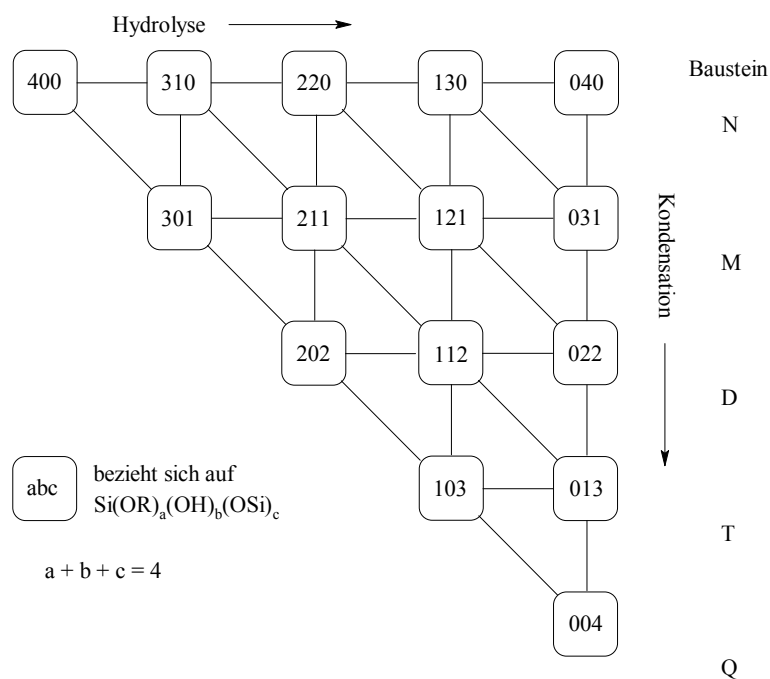 Hydrolyse
400 310 220 130 040
Baustein
N
301 211 121 031
Kondensation
M
202 112 022
D
abc
bezieht sich auf
Si(OR)a(OH)b(OSi)c
103 013
T
a + b + c = 4
004
Q